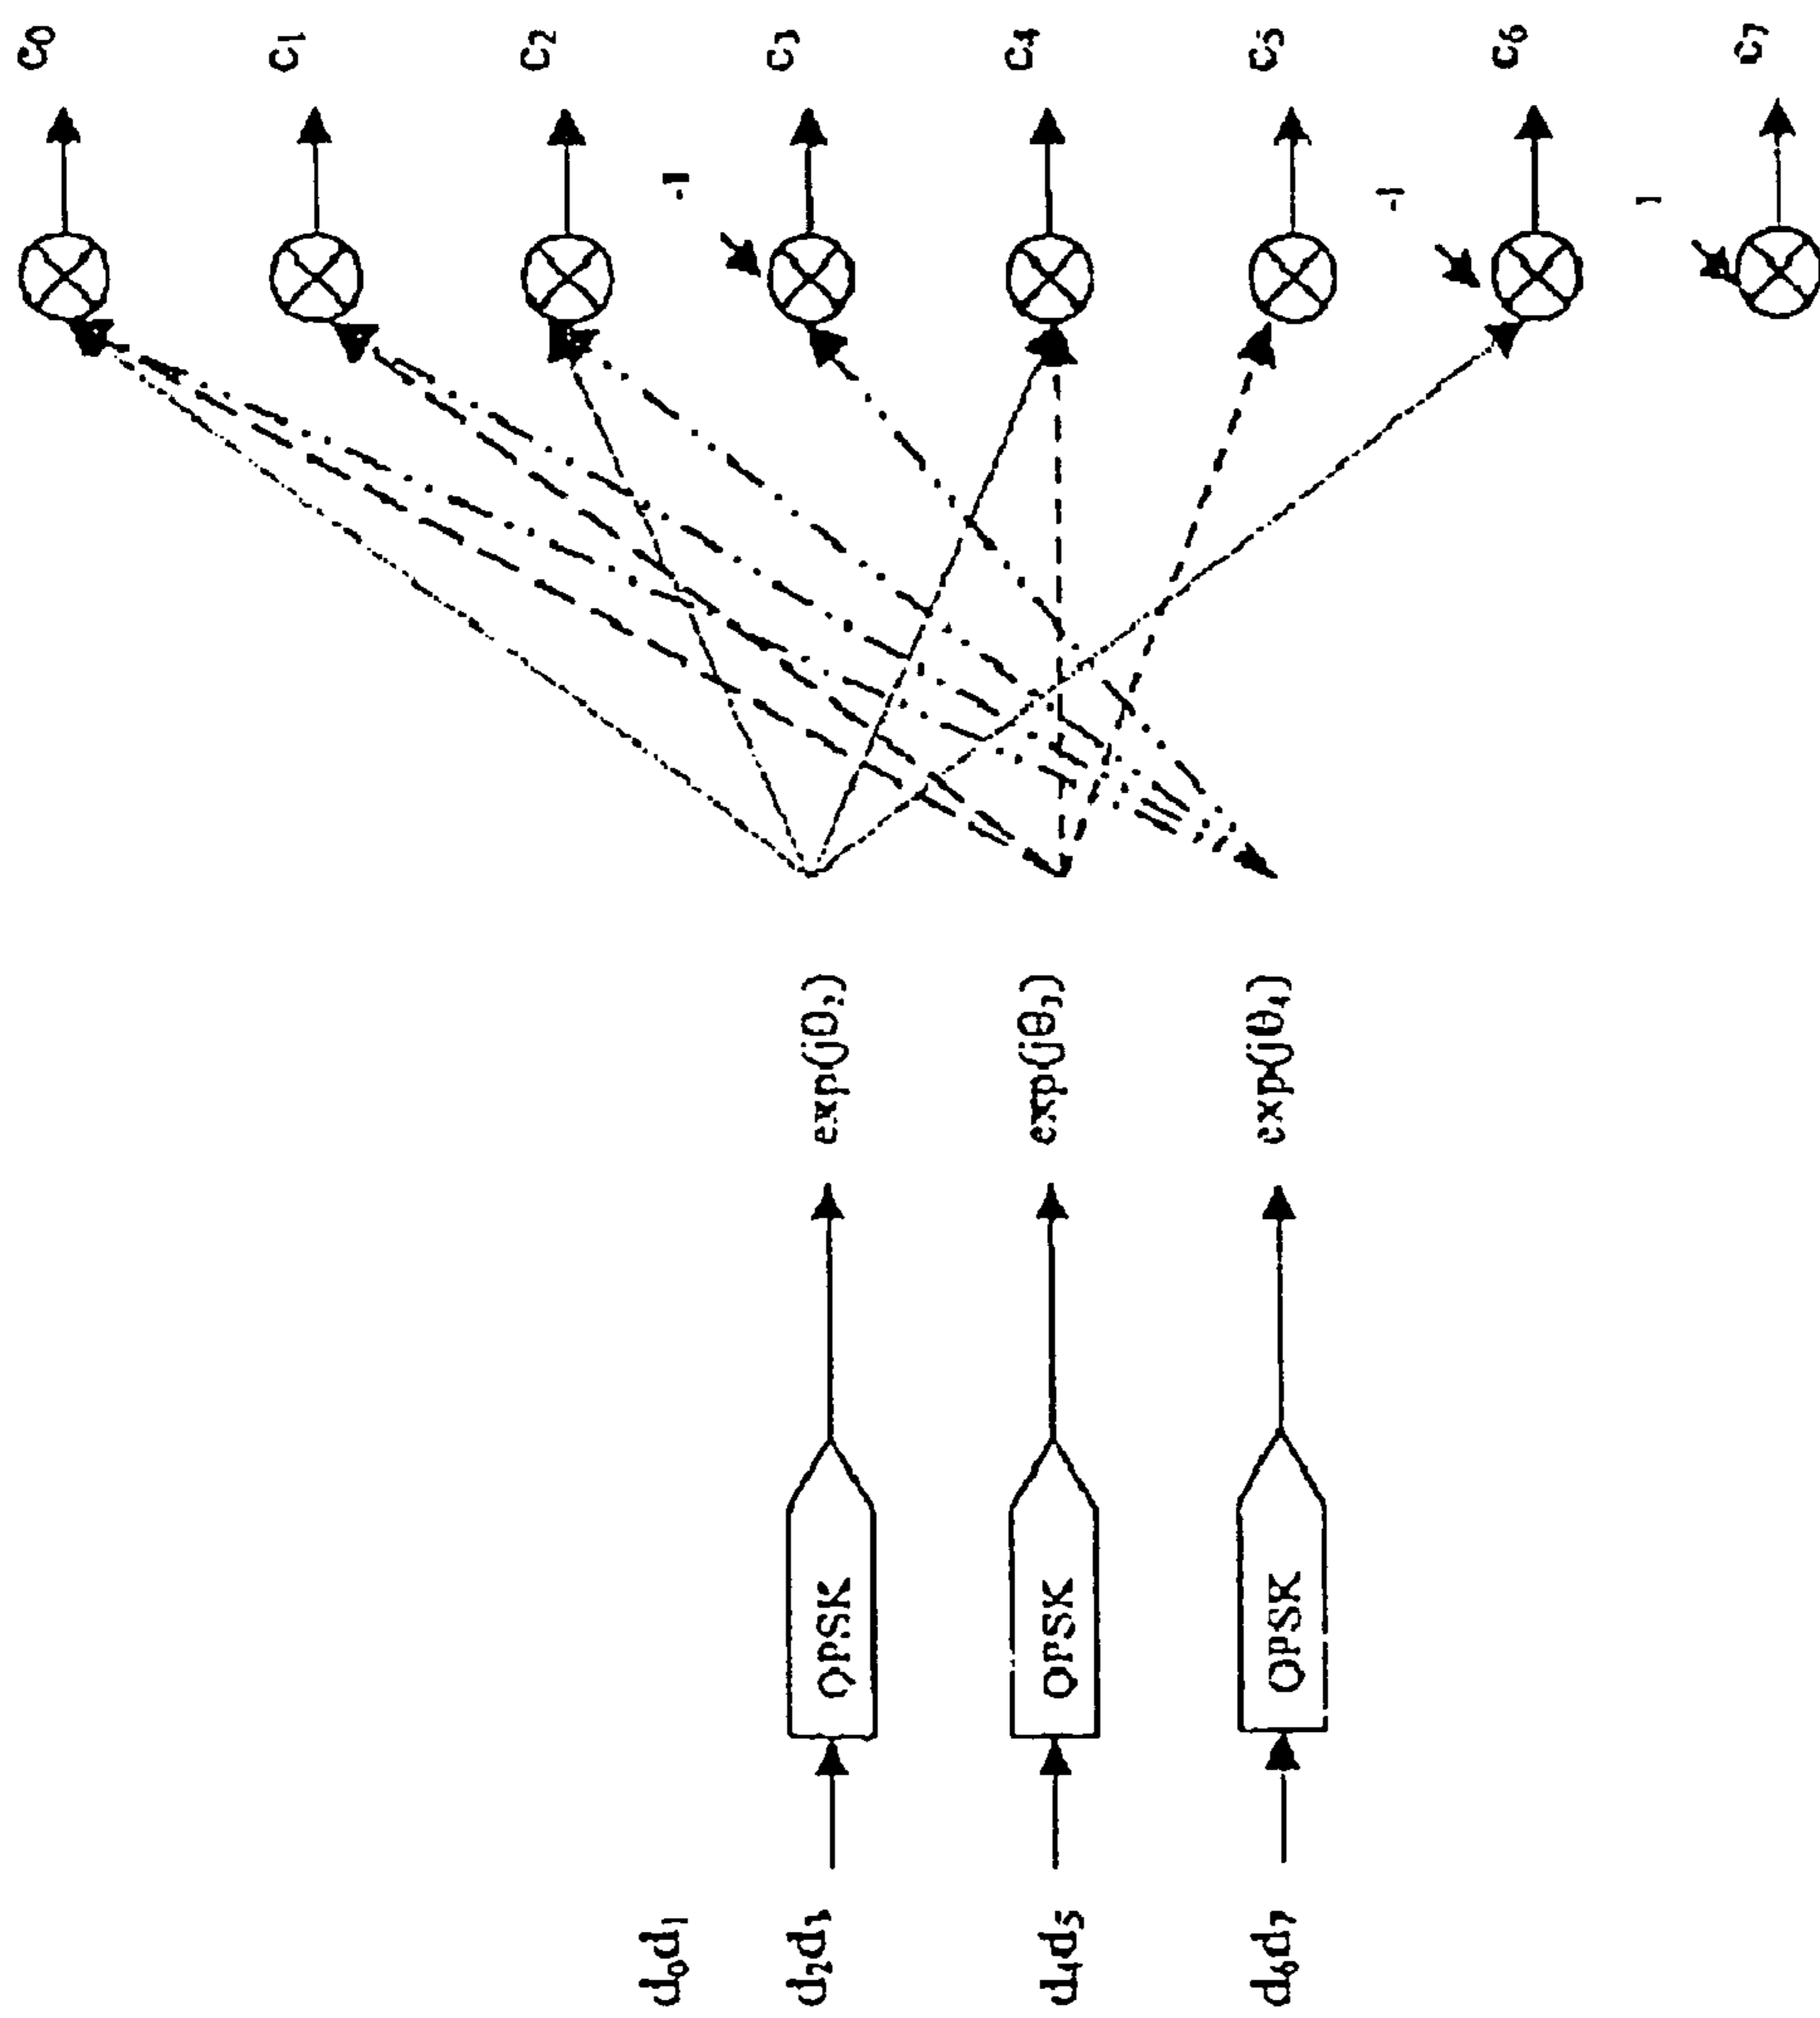 c0
c1
c2
c3
c4
c5
c6
c7
-1
-1
1
exp(jθ2)
exp(jθ3)
exp(jθ4)
QPSK
QPSK
QPSK
d0d1
d2d3
d4d5
d6d7